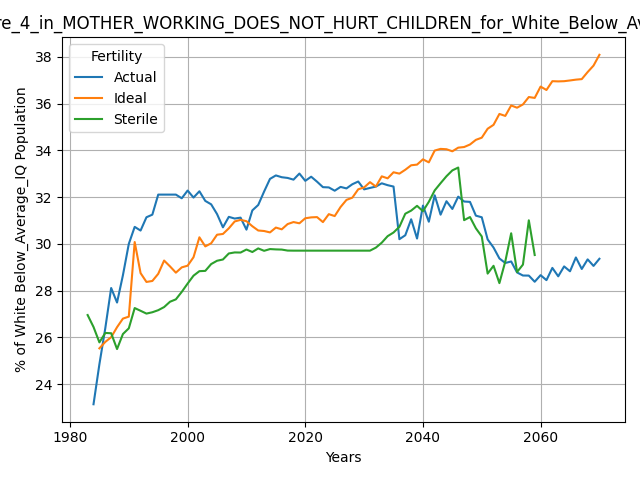 re_4_in_MOTHER_WORKING_DOES_NOT_HURT_CHILDREN_for_White_Below_Av
Fertility
Actual
Ideal
Sterile
% of White Below_Average_IQ Population
38
36
34
32
30
28
26
24
1980
2000
2020
2040
2060
Years